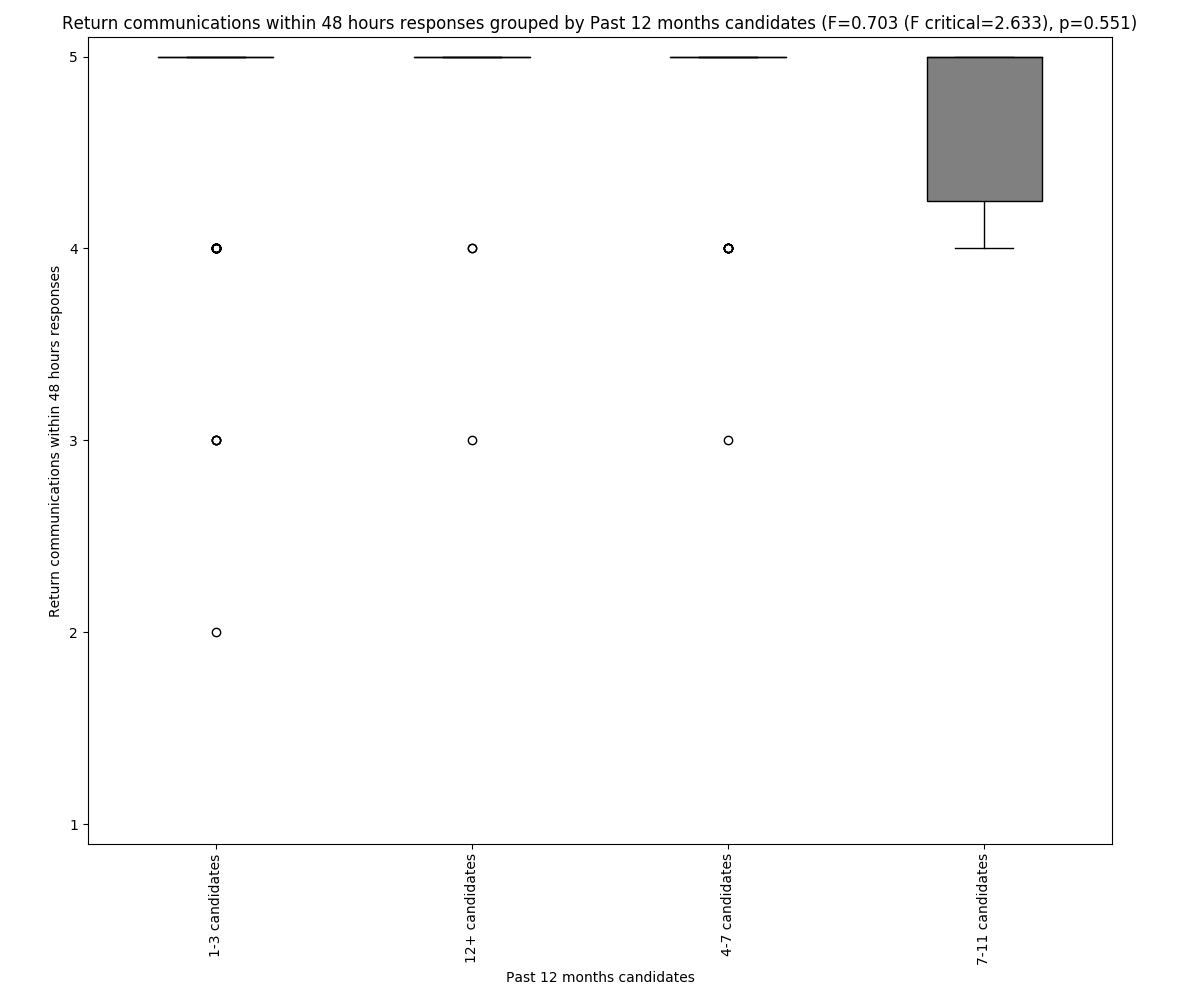 Return communications within 48 hours responses grouped by Past 12 months candidates (F=0.703 (F critical=2.633), p=0.551)
Return communications within 48 hours responses
5
4
3
2
1
1-3 candidates
12+ candidates
4-7 candidates
7-11 candidates
Past 12 months candidates